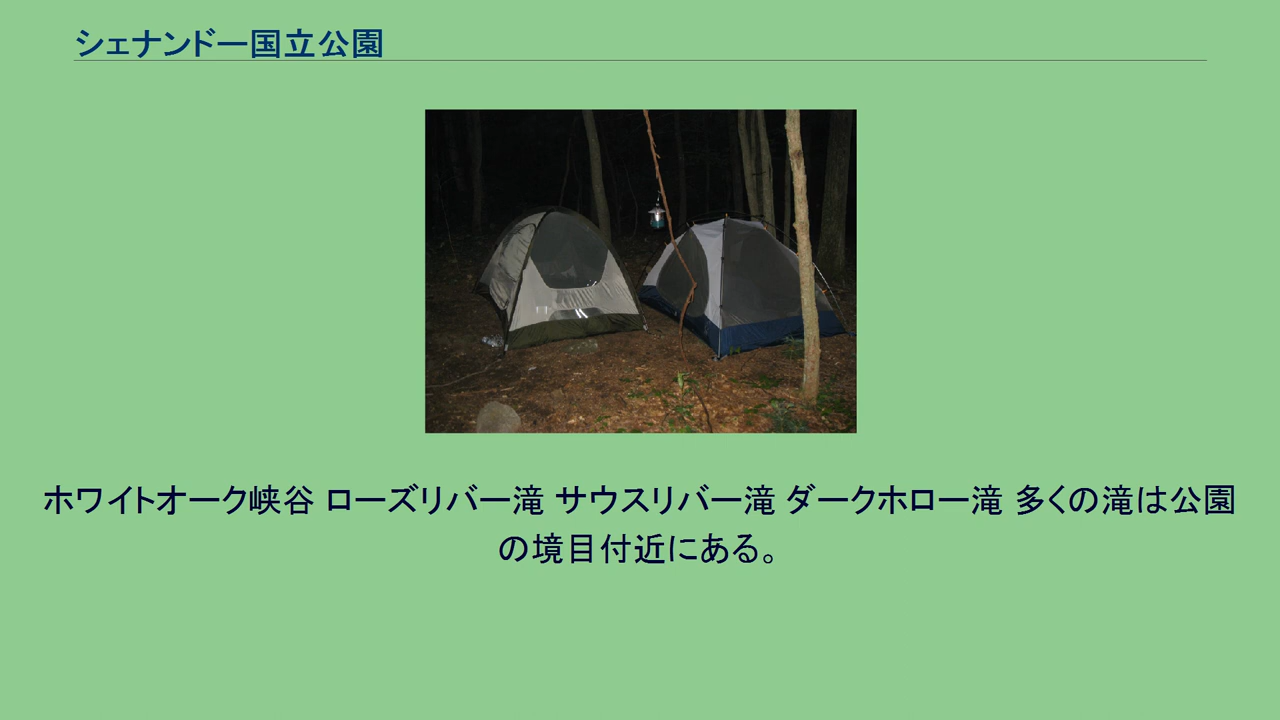 シェナンドー国立公園
ホワイトオーク峡谷 ローズリバー滝 サウスリバー滝 ダークホロー滝 多くの滝は公園
の境目付近にある。